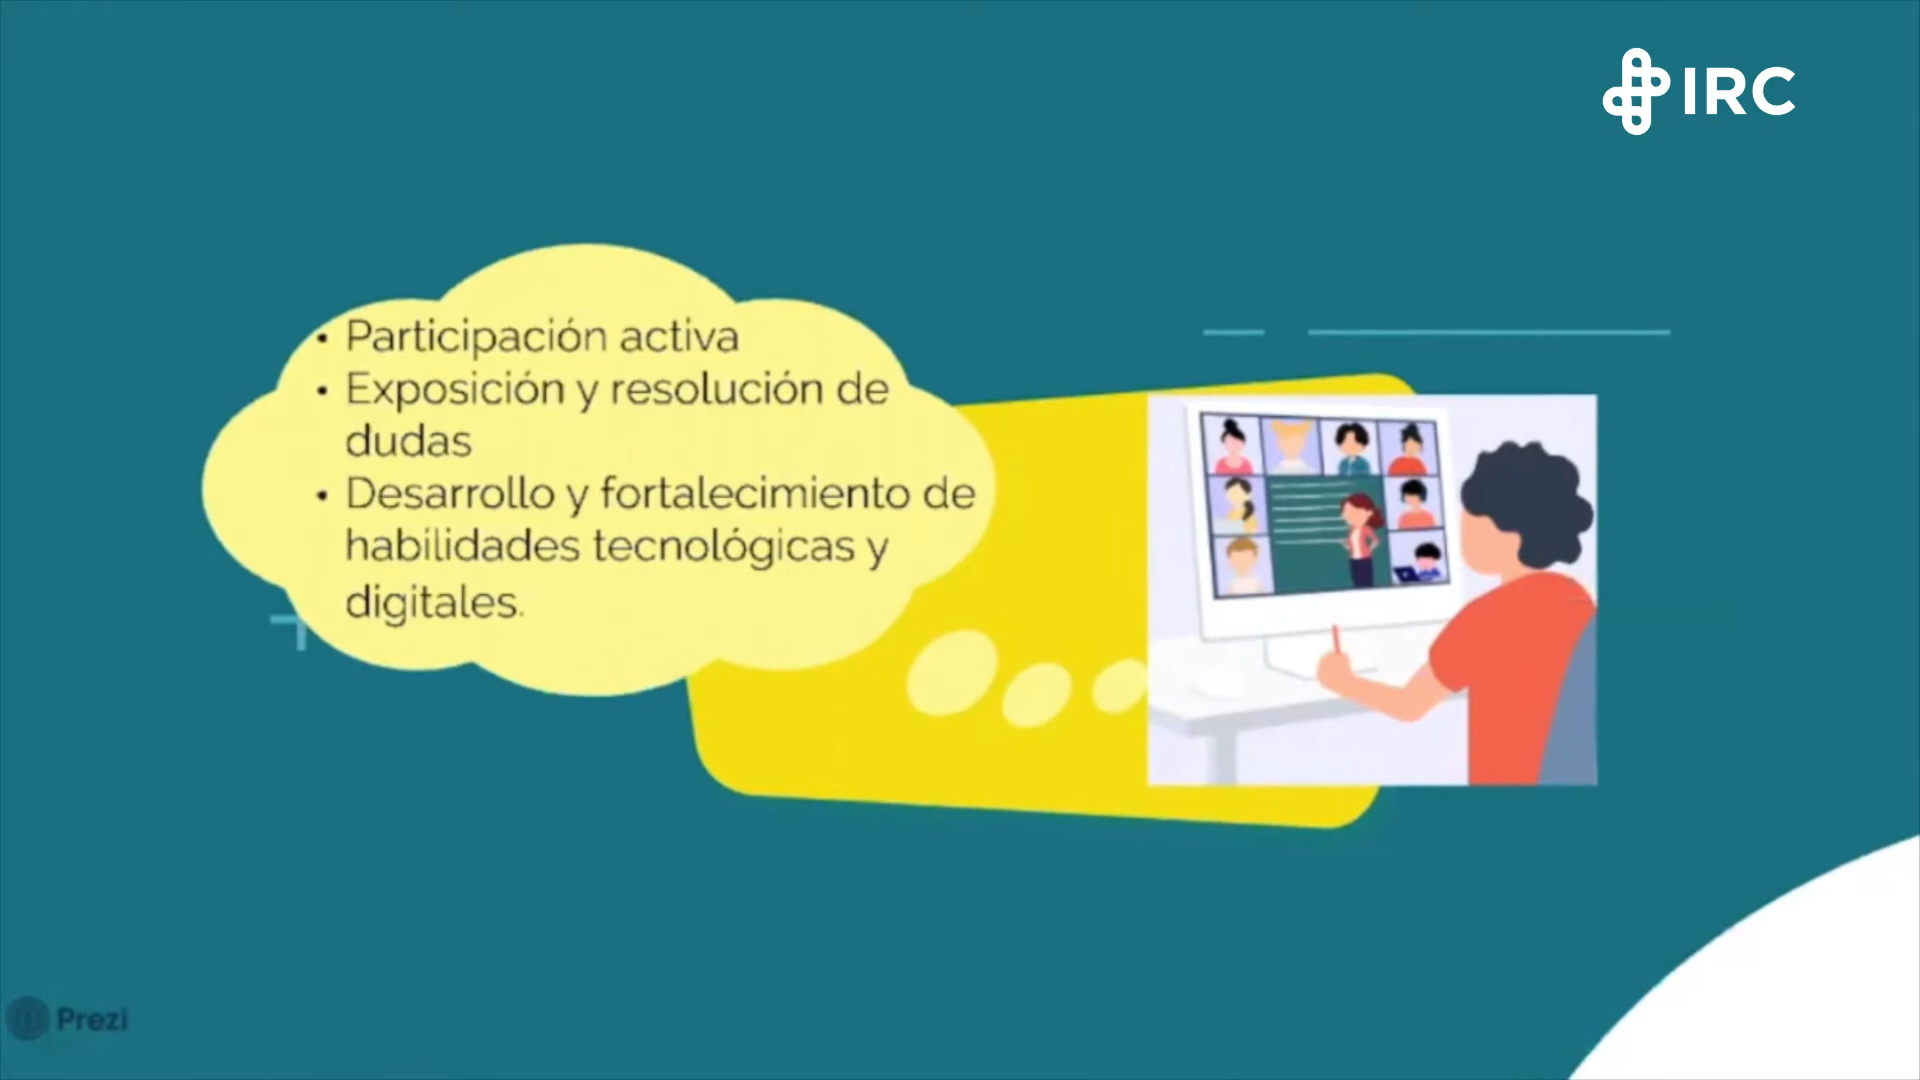 IRC
• Participación activa
• Exposición y resolución de
dudas
• Desarrollo y fortalecimiento de
habilidades tecnológicas y
digitales.
Prezi